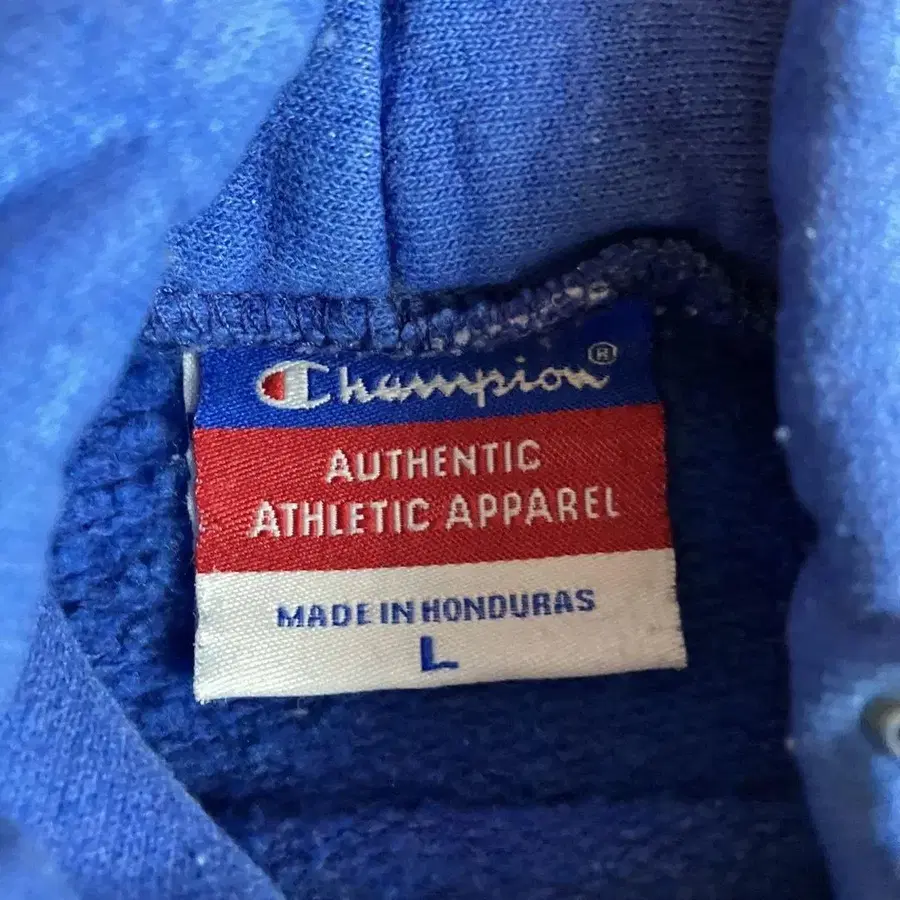 Champion®
AUTHENTIC
ATHLETIC APPAREL
MADE IN HONDURAS
L